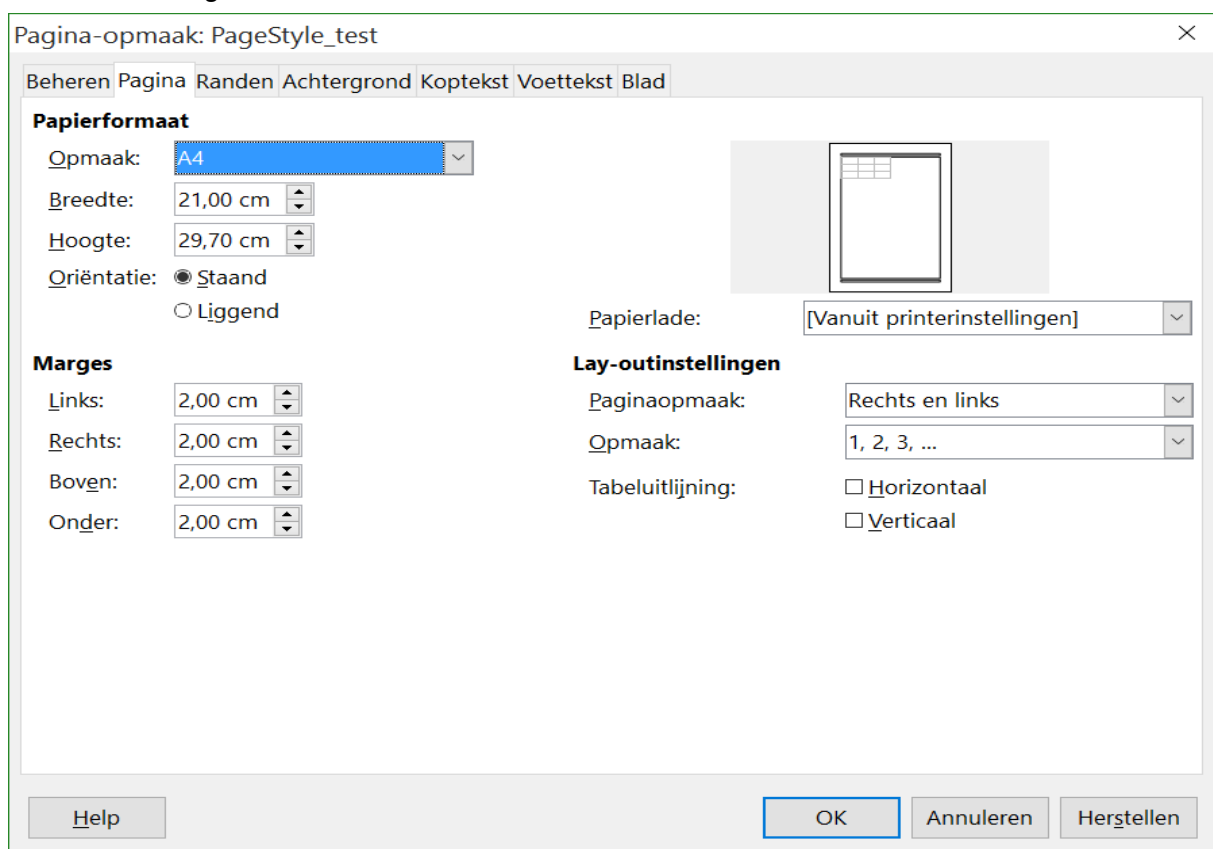 Pagina-opmaak: PageStyle_test
Beheren Pagina Randen Achtergrond Koptekst Voettekst Blad
Papierformaat
Opmaak: A4
Breedte: 21,00 cm
Hoogte: 29,70 cm
Oriëntatie: Staand
Liggend
Papierlade: [Vanuit printerinstellingen]
Marges
Links: 2,00 cm
Rechts: 2,00 cm
Boven: 2,00 cm
Onder: 2,00 cm
Lay-outinstellingen
Paginaopmaak: Rechts en links
Opmaak: 1, 2, 3, ...
Tabeluitlijning: Horizontaal
Verticaal
Help OK Annuleren Herstellen